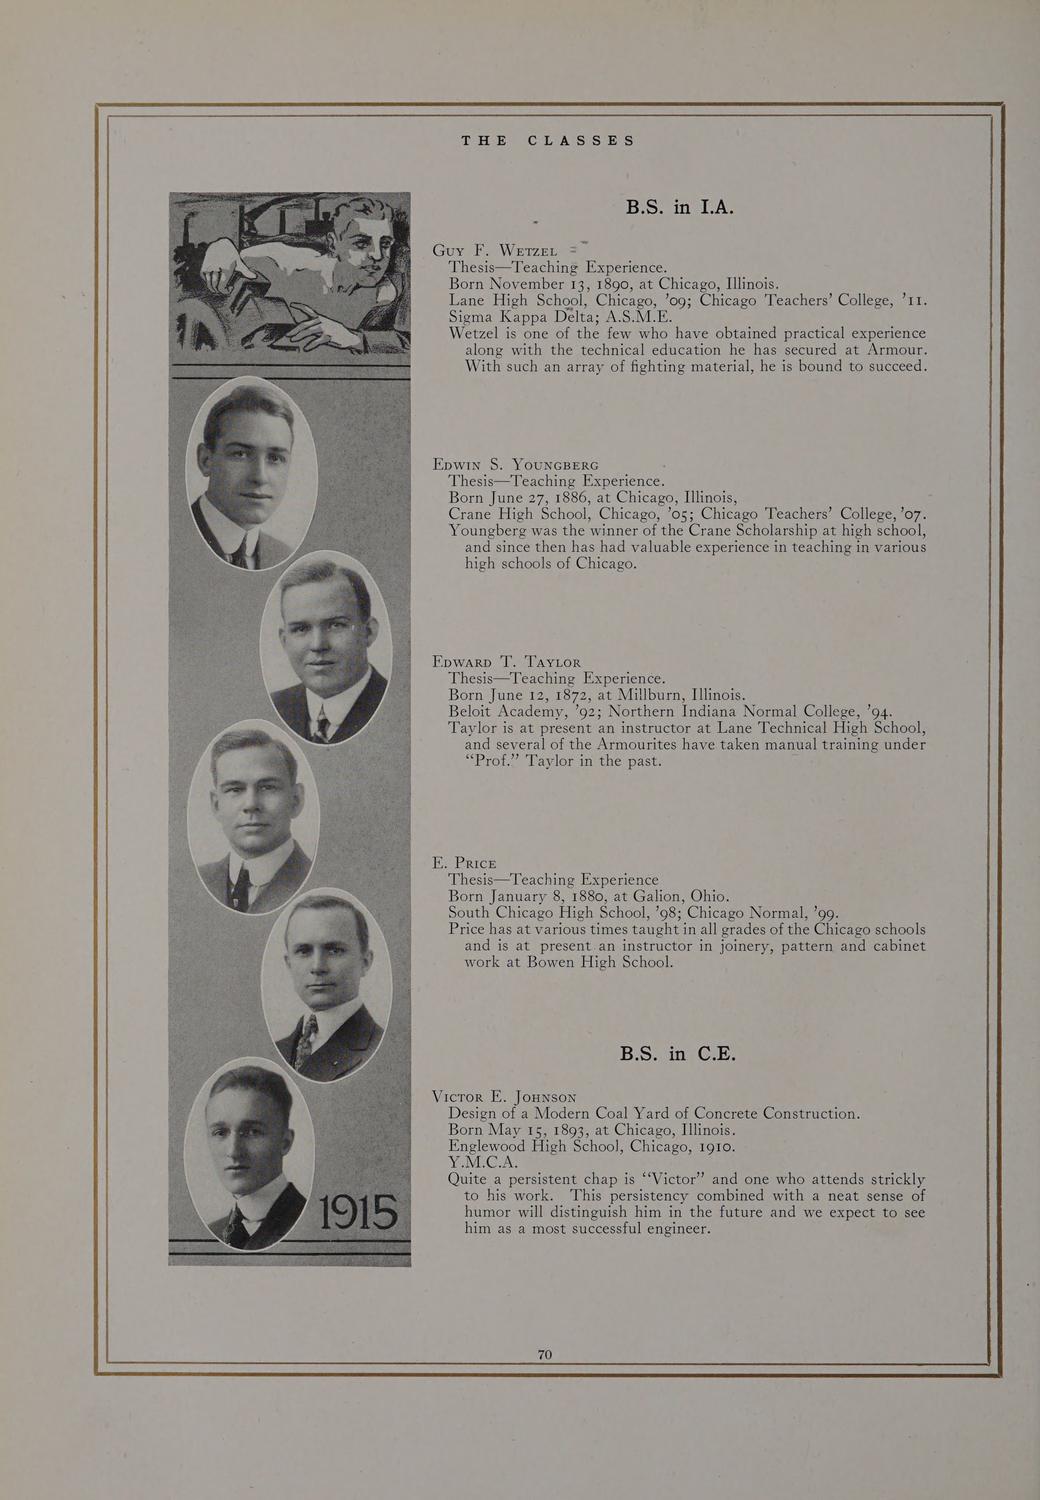 THE CLASSES
B.S. in I.A.
Guy F. Wetzel
Thesis—Teaching Experience.
Born November 13, 1890, at Chicago, Illinois.
Lane High School, Chicago, ’09; Chicago Teachers’ College, ’11.
Sigma Kappa Delta; A.S.M.E.
Wetzel is one of the few who have obtained practical experience
along with the technical education he has secured at Armour.
With such an array of fighting material, he is bound to succeed.
Edwin S. Youngberg
Thesis—Teaching Experience.
Born June 27, 1886, at Chicago, Illinois,
Crane High School, Chicago, ’05; Chicago Teachers’ College, ’07.
Youngberg was the winner of the Crane Scholarship at high school,
and since then has had valuable experience in teaching in various
high schools of Chicago.
Edward T. Taylor
Thesis—Teaching Experience.
Born June 12, 1872, at Millburn, Illinois.
Beloit Academy, ’92; Northern Indiana Normal College, ’94.
Taylor is at present an instructor at Lane Technical High School,
and several of the Armourites have taken manual training under
“Prof.” Taylor in the past.
E. Price
Thesis—Teaching Experience
Born January 8, 1880, at Galion, Ohio.
South Chicago High School, ’98; Chicago Normal, ’99.
Price has at various times taught in all grades of the Chicago schools
and is at present an instructor in joinery, pattern and cabinet
work at Bowen High School.
B.S. in C.E.
Victor E. Johnson
Design of a Modern Coal Yard of Concrete Construction.
Born May 15, 1893, at Chicago, Illinois.
Englewood High School, Chicago, 1910.
Y.M.C.A.
Quite a persistent chap is “Victor” and one who attends strickly
to his work. This persistency combined with a neat sense of
humor will distinguish him in the future and we expect to see
him as a most successful engineer.
1915
70